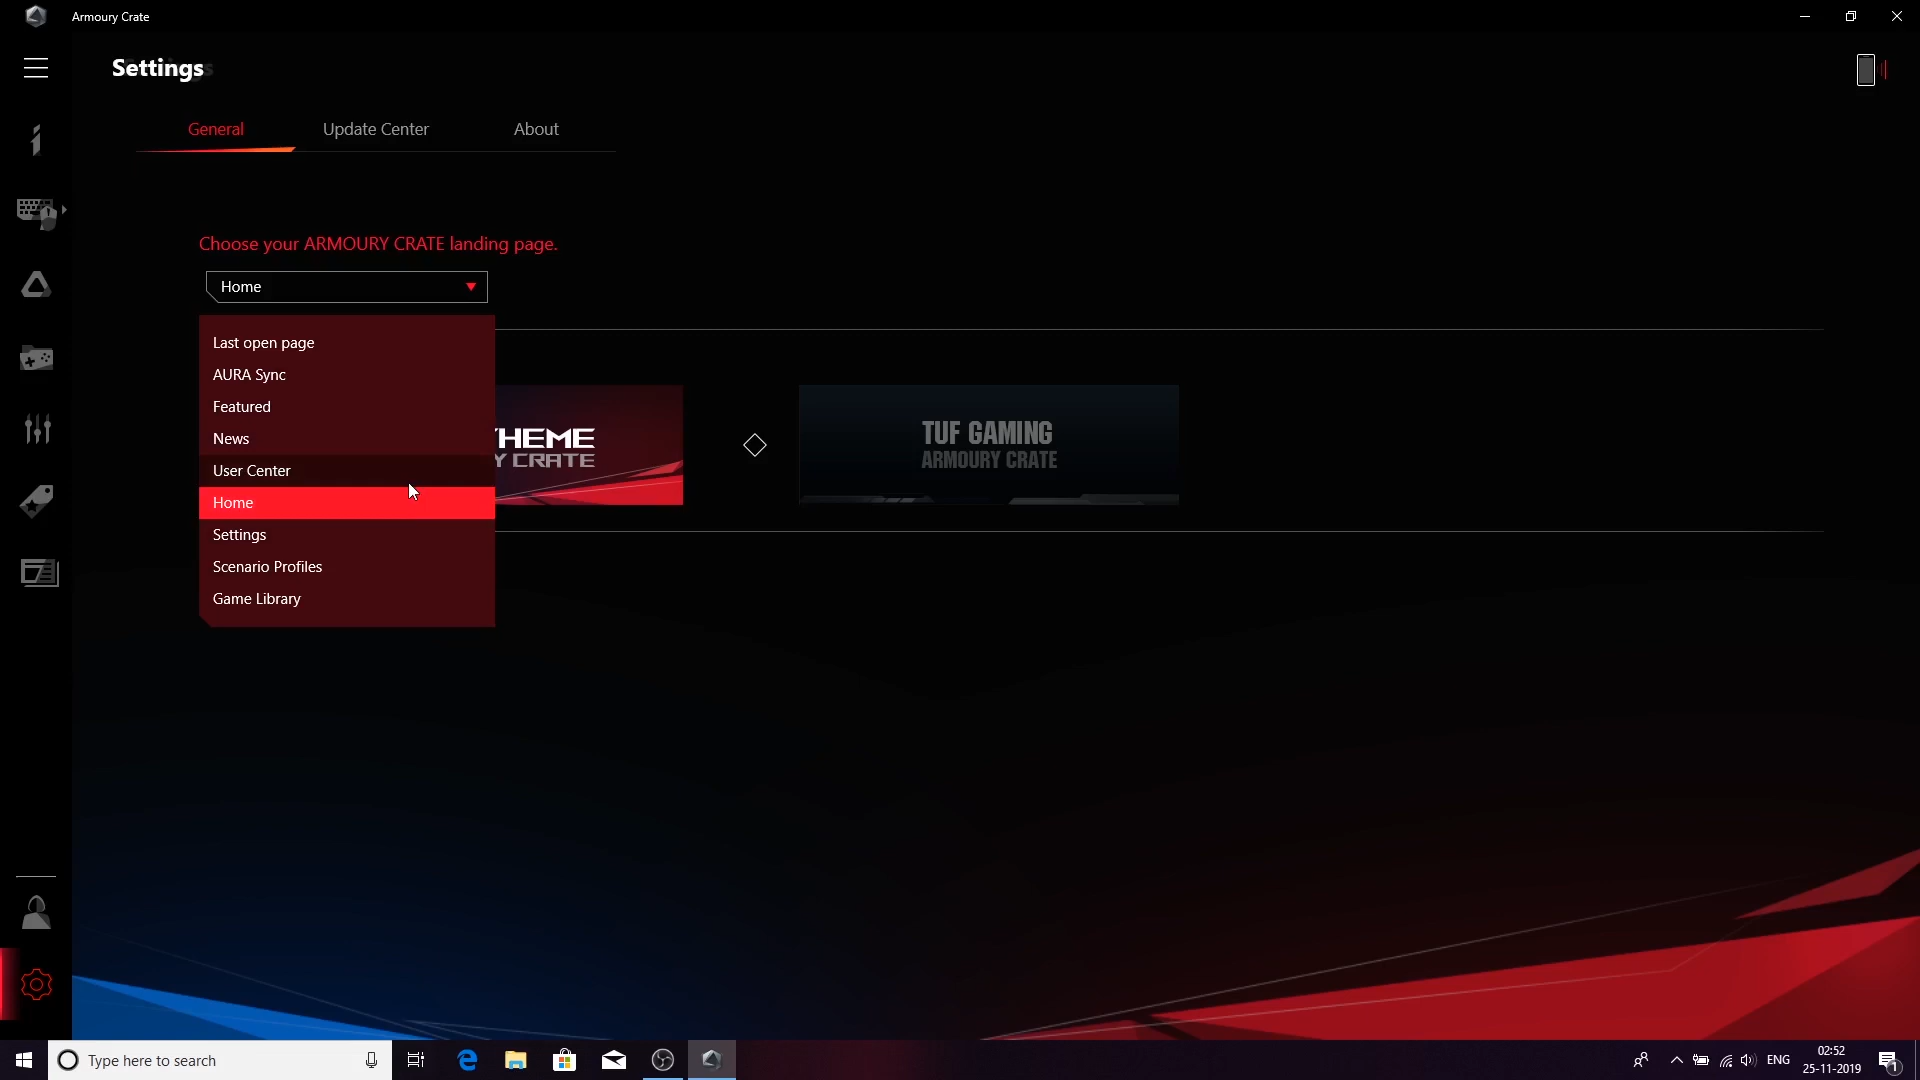 Armoury Crate
Settings
General
Update Center
About
Choose your ARMOURY CRATE landing page.
Home
Last open page
AURA Sync
Featured
News
User Center
Home
Settings
Scenario Profiles
Game Library
HEME
Y CRATE
TUF GAMING
ARMOURY CRATE
Type here to search
ENG
02:52
25-11-2019
1